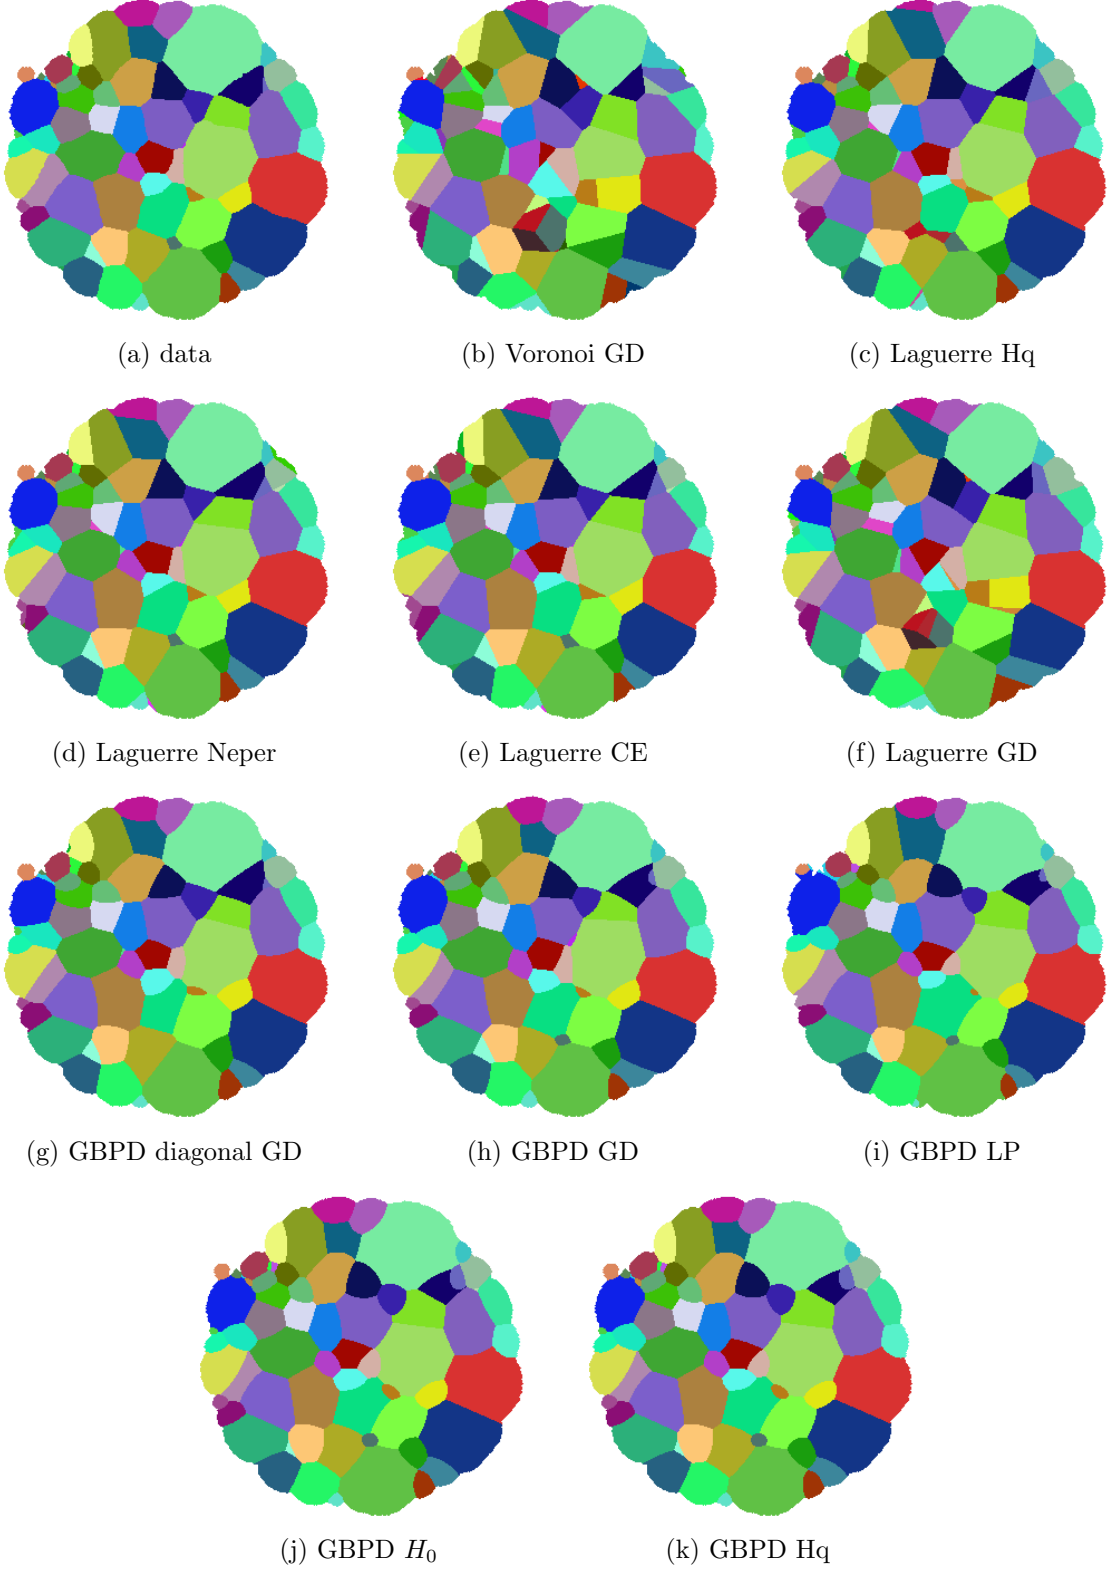 (a) data
(b) Voronoi GD
(c) Laguerre Hq
(d) Laguerre Neper
(e) Laguerre CE
(f) Laguerre GD
(g) GBPD diagonal GD
(h) GBPD GD
(i) GBPD LP
(j) GBPD H₀
(k) GBPD Hq